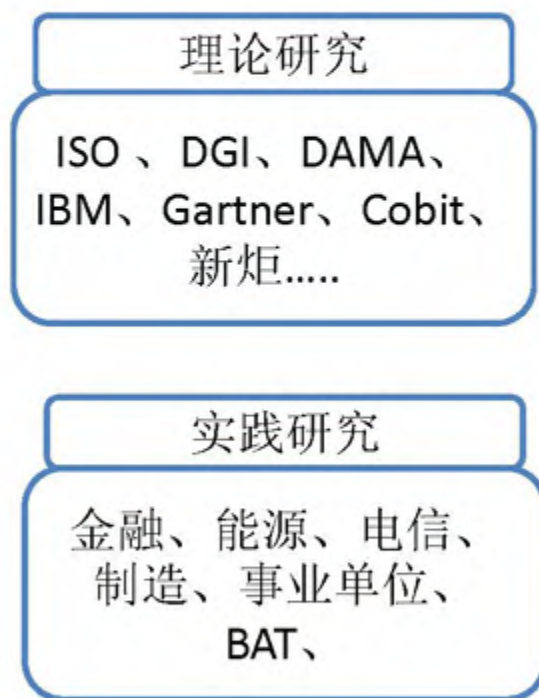 理论研究
ISO 、DGI、DAMA、
IBM、Gartner、Cobit、
新炬.....
实践研究
金融、能源、电信、
制造、事业单位、
BAT、